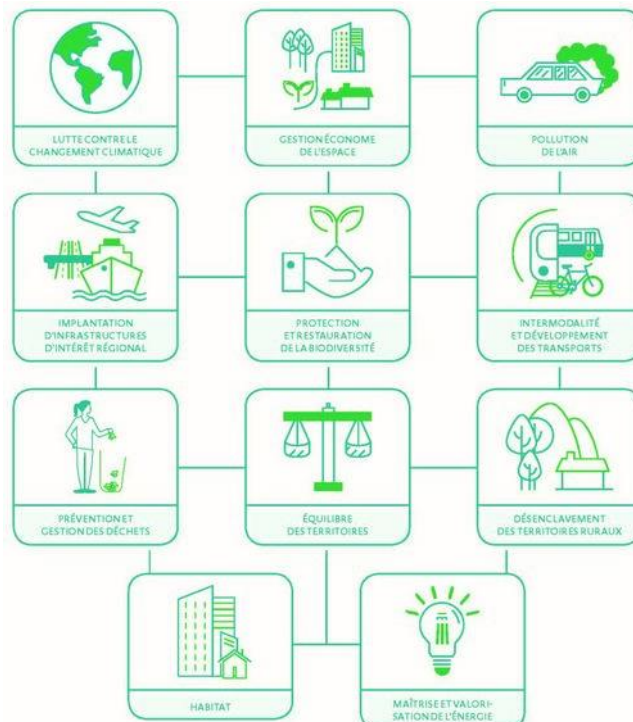 LUTTE CONTRE LE
CHANGEMENT CLIMATIQUE
GESTION ÉCONOME
DE L'ESPACE
POLLUTION
DE L'AIR
IMPLANTATION
D'INFRASTRUCTURES
D'INTÉRÊT RÉGIONAL
PROTECTION
ET RESTAURATION
DE LA BIODIVERSITÉ
INTERMODALITÉ
ET DÉVELOPPEMENT
DES TRANSPORTS
PRÉVENTION ET
GESTION DES DÉCHETS
ÉQUILIBRE
DES TERRITOIRES
DÉSENCLAVEMENT
DES TERRITOIRES RURAUX
HABITAT
MAÎTRISE ET VALORI-
SATION DE L'ÉNERGIE